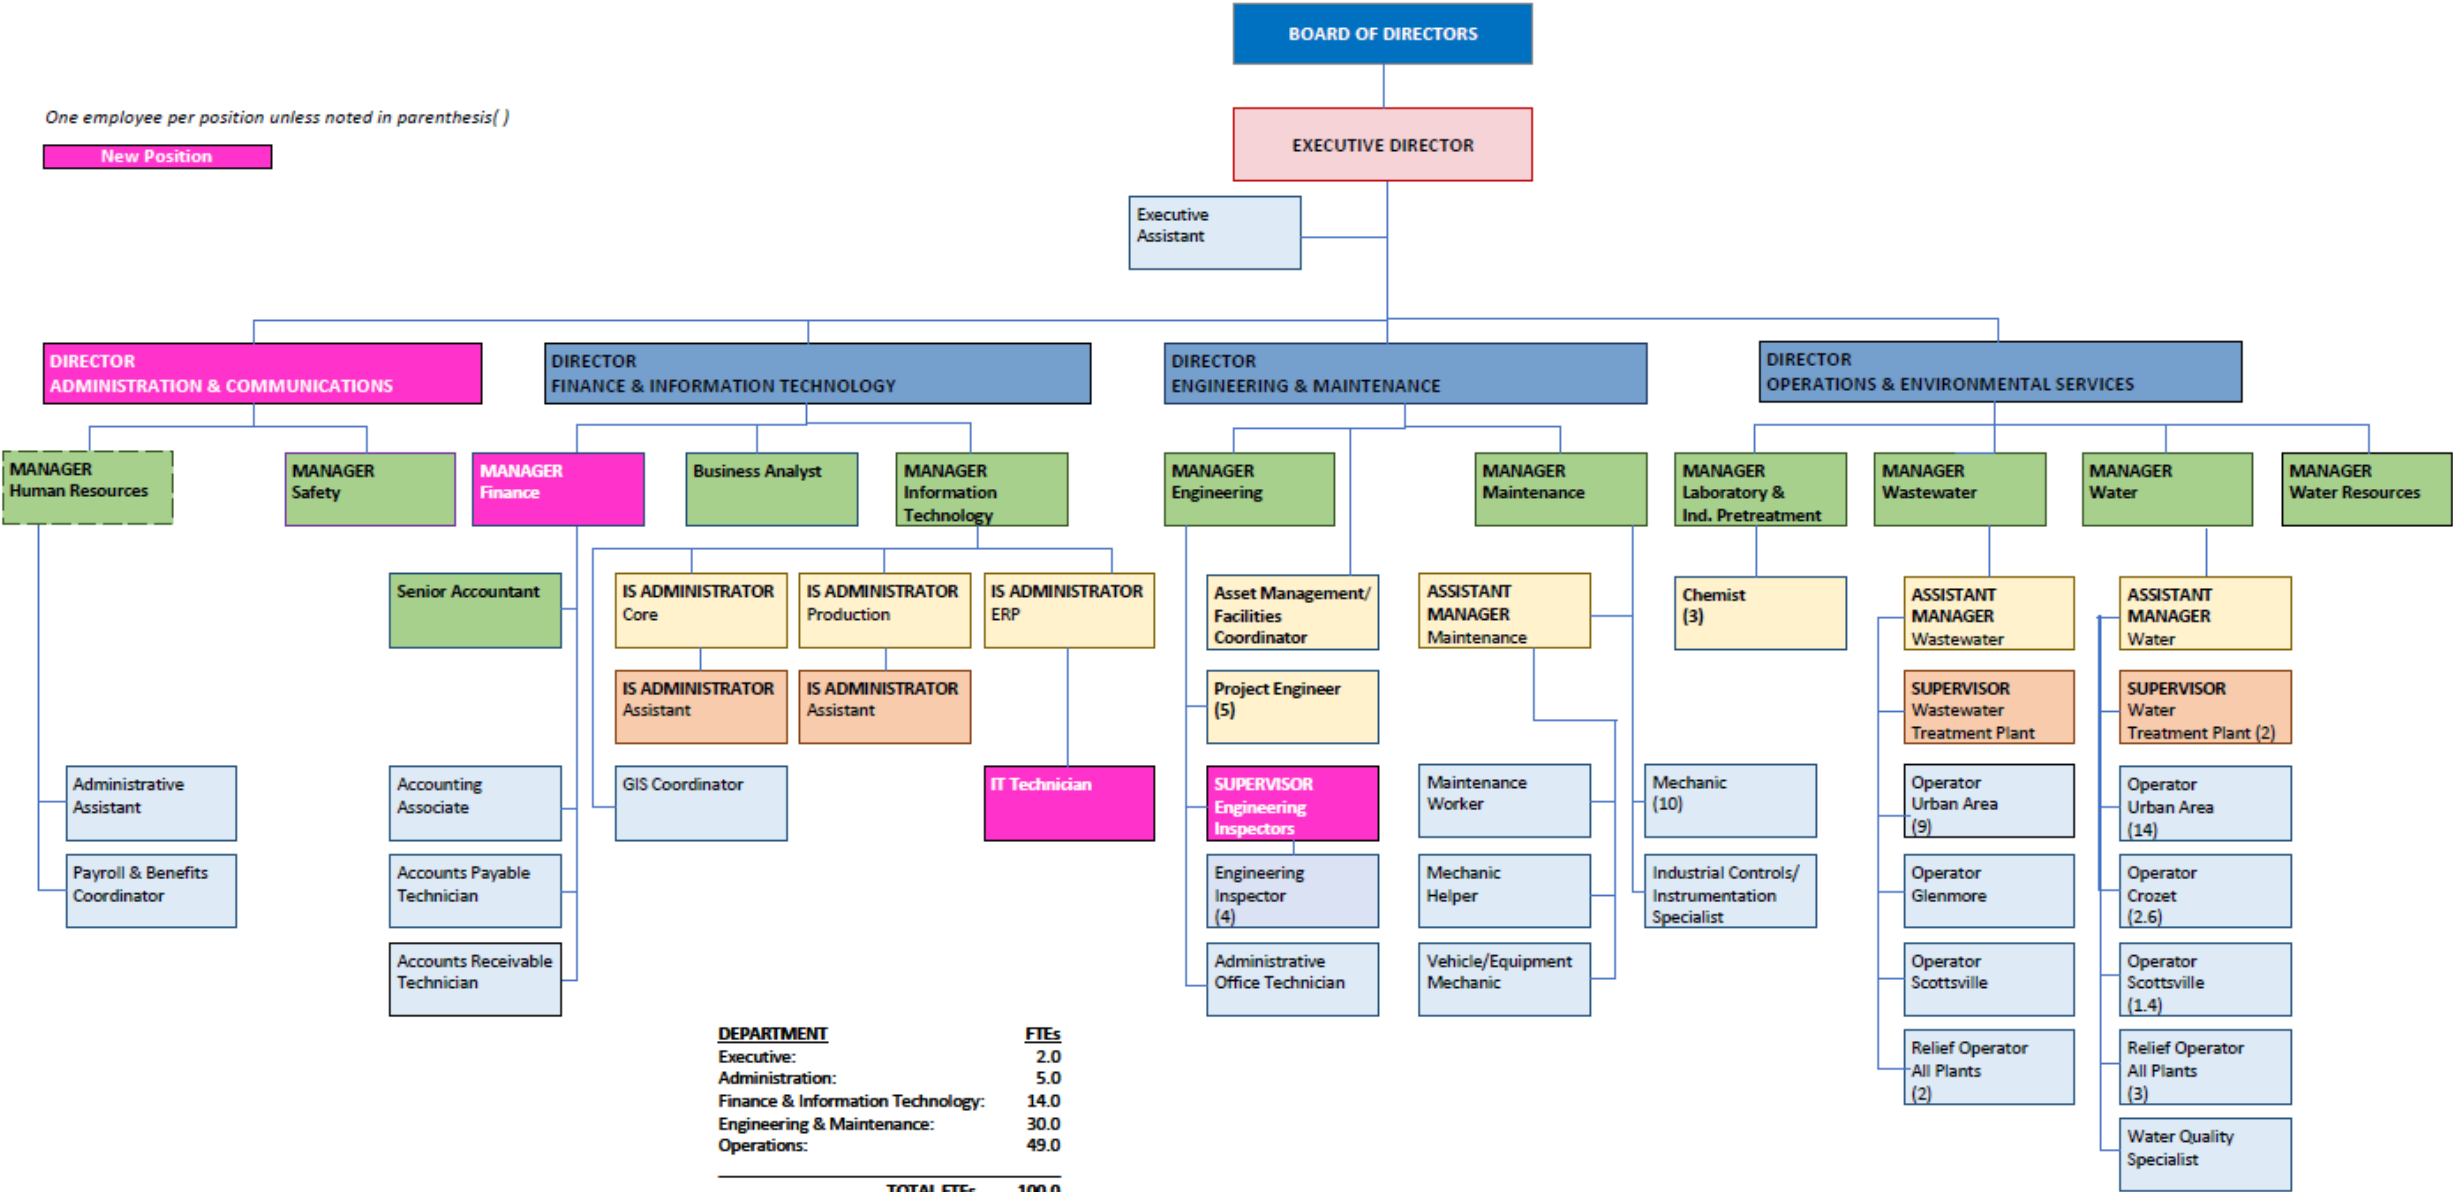 BOARD OF DIRECTORS
One employee per position unless noted in parenthesis( )
New Position
EXECUTIVE DIRECTOR
Executive
Assistant
DIRECTOR
ADMINISTRATION & COMMUNICATIONS
DIRECTOR
FINANCE & INFORMATION TECHNOLOGY
DIRECTOR
ENGINEERING & MAINTENANCE
DIRECTOR
OPERATIONS & ENVIRONMENTAL SERVICES
MANAGER
Human Resources
MANAGER
Safety
MANAGER
Finance
Business Analyst
MANAGER
Information
Technology
MANAGER
Engineering
MANAGER
Maintenance
MANAGER
Laboratory &
Ind. Pretreatment
MANAGER
Wastewater
MANAGER
Water
MANAGER
Water Resources
Senior Accountant
IS ADMINISTRATOR
Core
IS ADMINISTRATOR
Production
IS ADMINISTRATOR
ERP
Asset Management/
Facilities
Coordinator
ASSISTANT
MANAGER
Maintenance
Chemist
(3)
ASSISTANT
MANAGER
Wastewater
ASSISTANT
MANAGER
Water
IS ADMINISTRATOR
Assistant
IS ADMINISTRATOR
Assistant
Project Engineer
(5)
SUPERVISOR
Wastewater
Treatment Plant
SUPERVISOR
Water
Treatment Plant (2)
Administrative
Assistant
Accounting
Associate
GIS Coordinator
IT Technician
SUPERVISOR
Engineering
Inspectors
Maintenance
Worker
Mechanic
(10)
Operator
Urban Area
(9)
Operator
Urban Area
(14)
Payroll & Benefits
Coordinator
Accounts Payable
Technician
Engineering
Inspector
(4)
Mechanic
Helper
Industrial Controls/
Instrumentation
Specialist
Operator
Glenmore
Operator
Crozet
(2.6)
Accounts Receivable
Technician
Administrative
Office Technician
Vehicle/Equipment
Mechanic
Operator
Scottsville
Operator
Scottsville
(1.4)
Relief Operator
All Plants
(2)
Relief Operator
All Plants
(3)
Water Quality
Specialist
DEPARTMENT FTEs
Executive: 2.0
Administration: 5.0
Finance & Information Technology: 14.0
Engineering & Maintenance: 30.0
Operations: 49.0
TOTAL FTEs 100.0